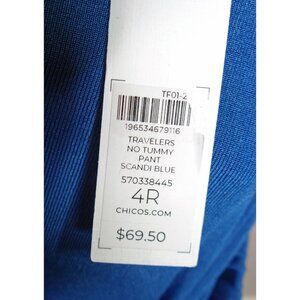 TF01-2
196534679116
TRAVELERS
NO TUMMY
PANT
SCANDI BLUE
570338445
4R
CHICOS.COM
$69.50